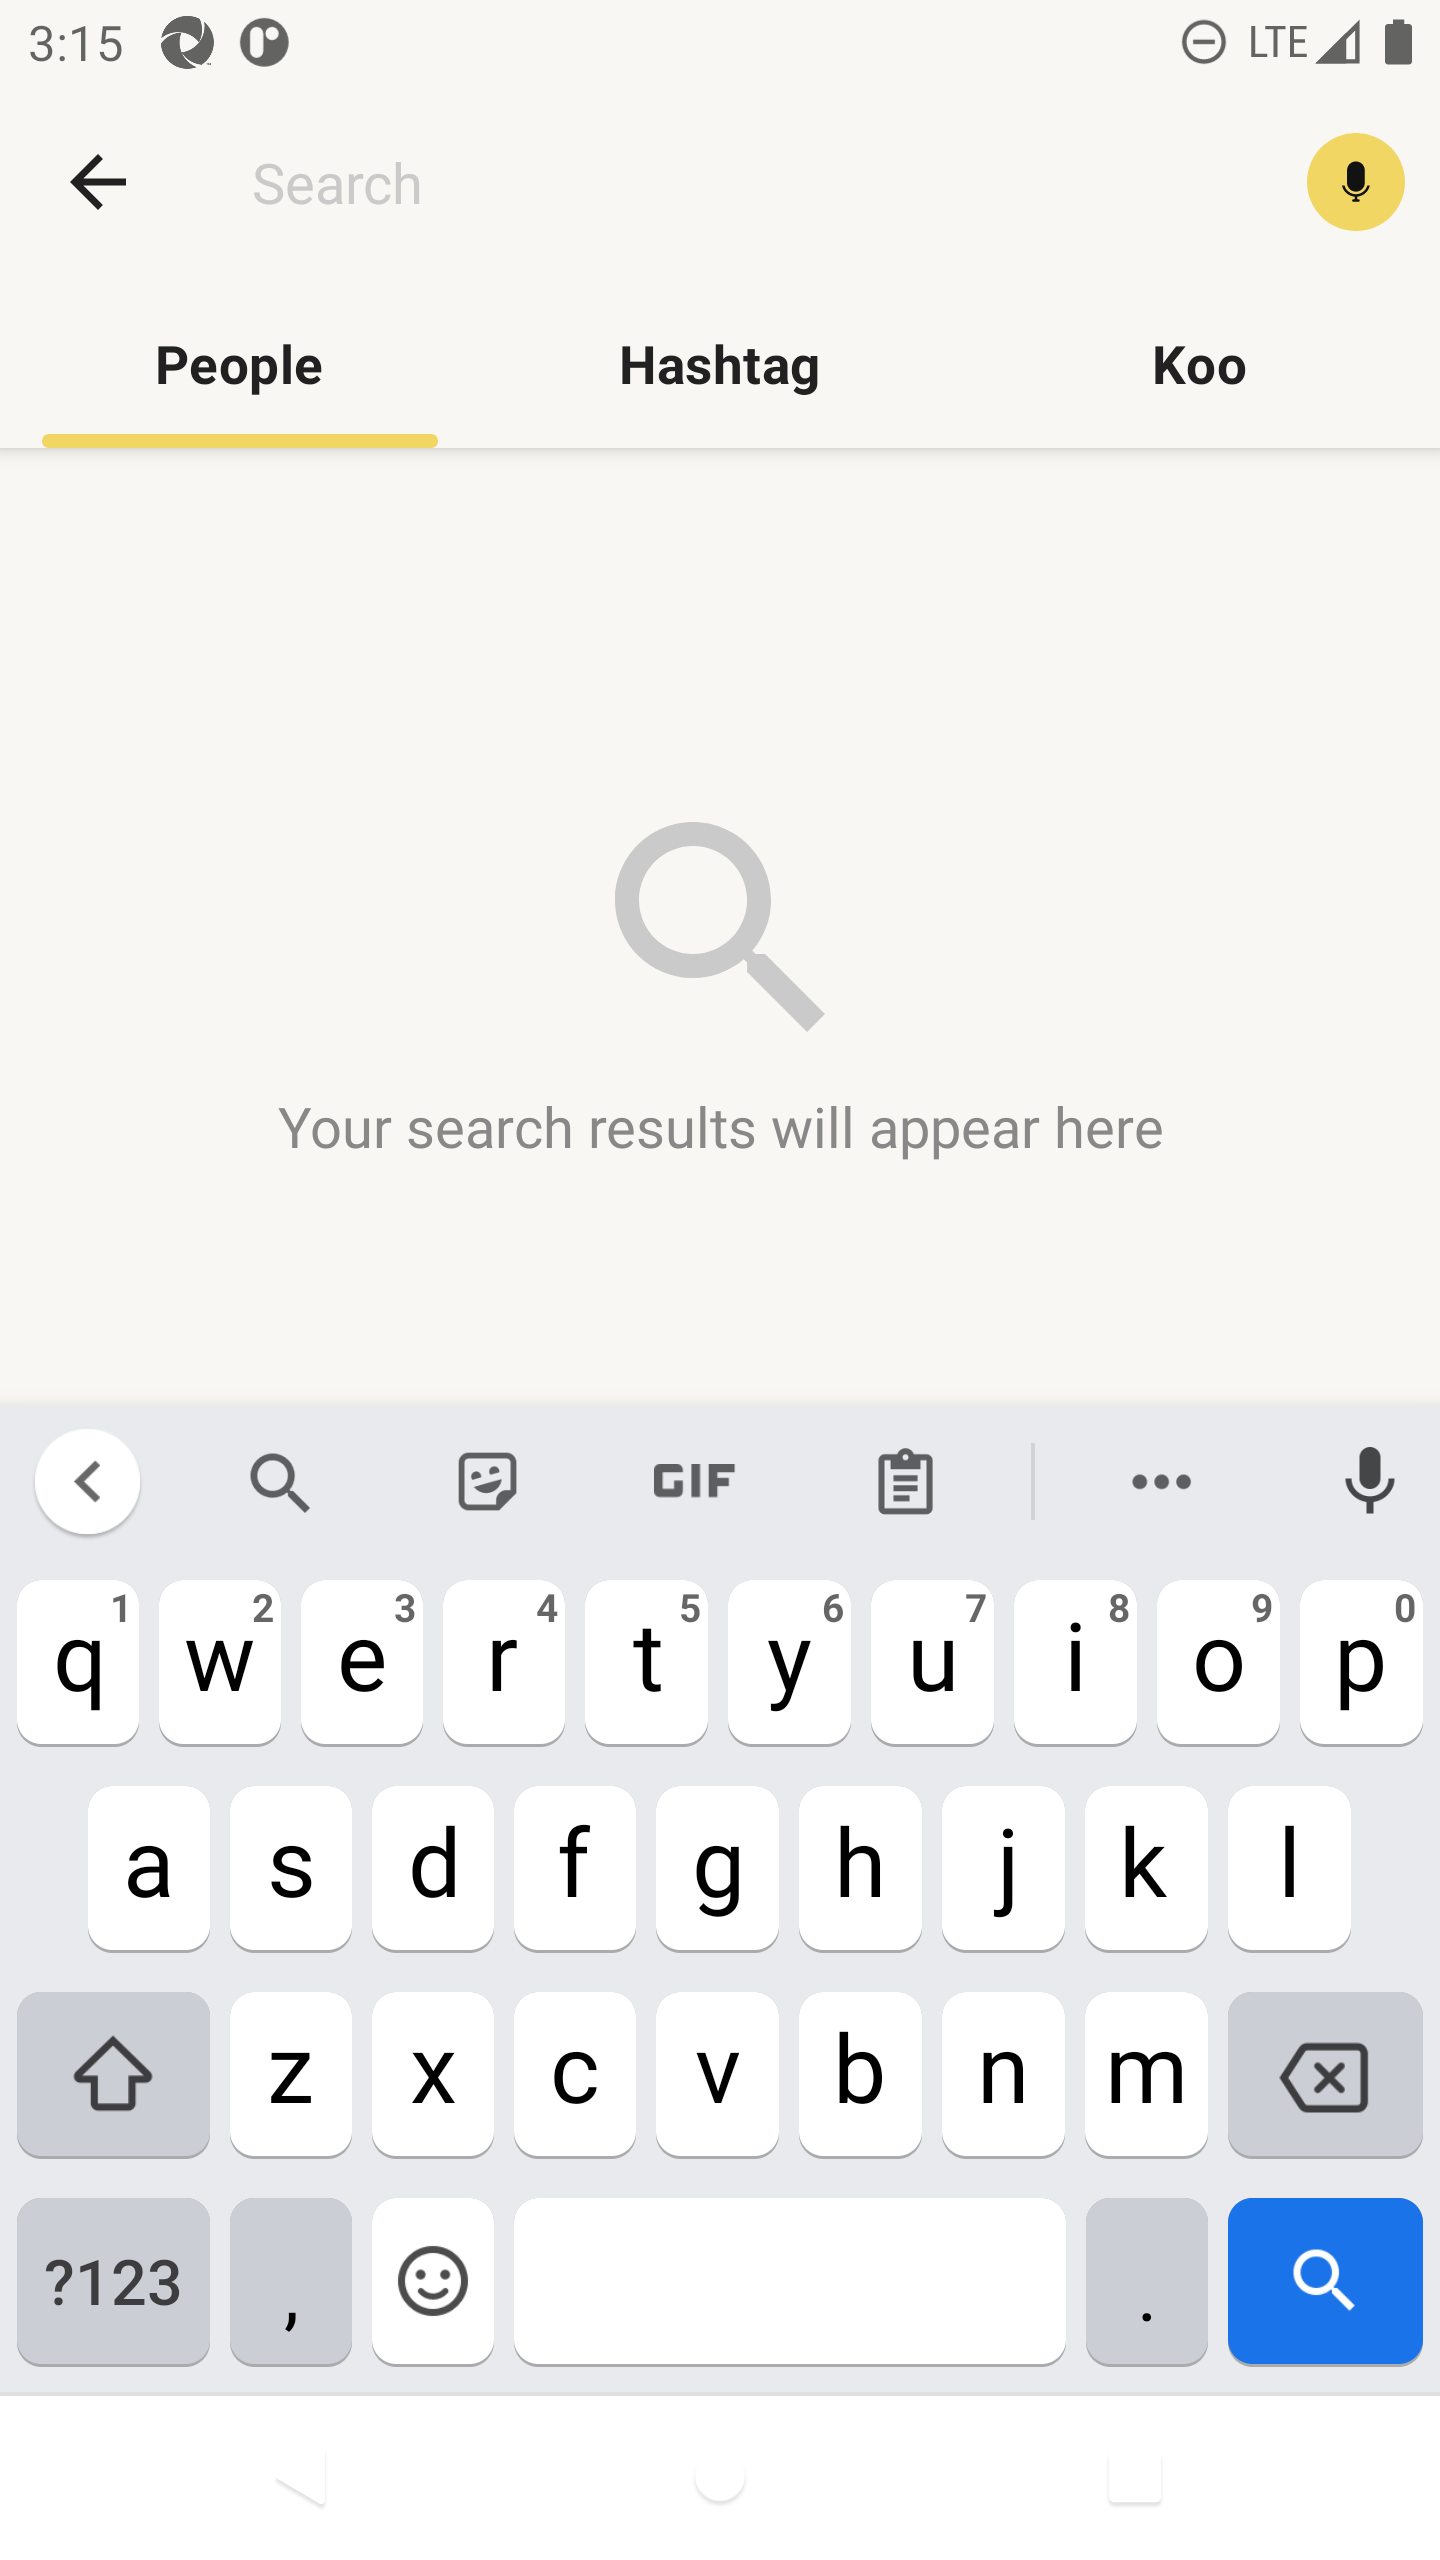 3:15 LTE
Search
People Hashtag Koo
Your search results will appear here
GIF
q1 w2 e3 r4 t5 y6 u7 i8 o9 p0
a s d f g h j k l
z x c v b n m
?123 , .